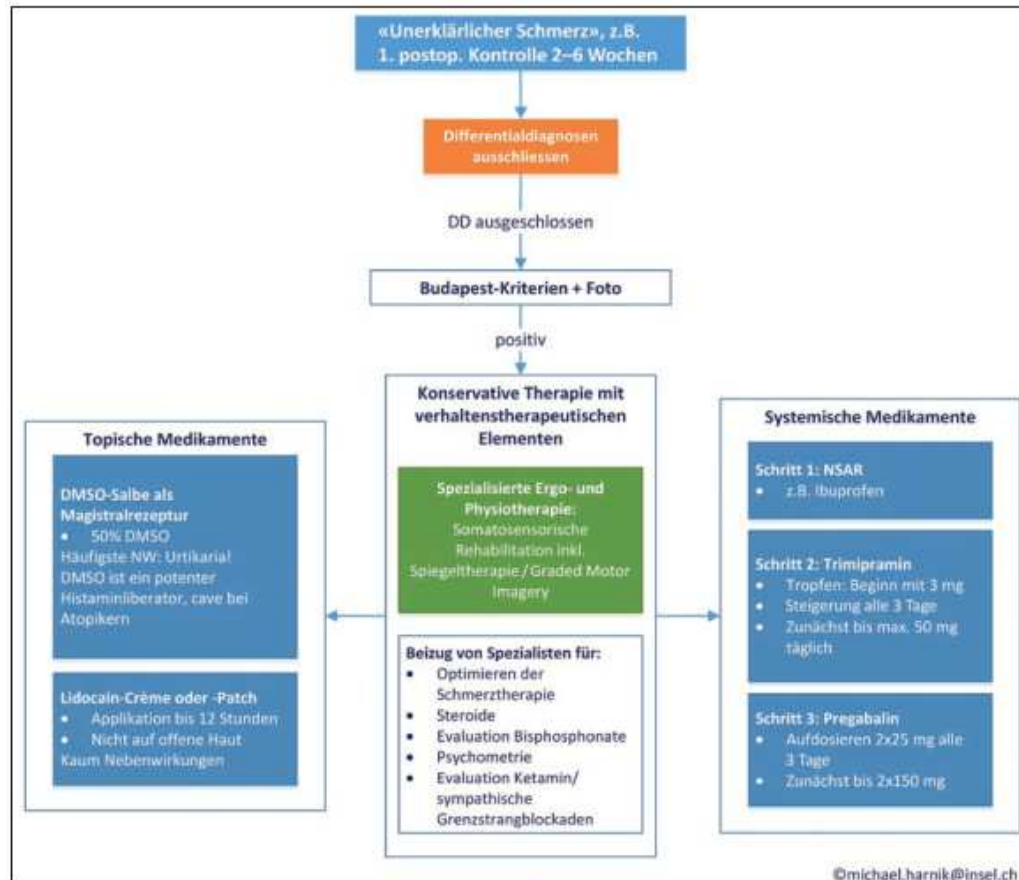 «Unerklärlicher Schmerz», z.B.
1. postop. Kontrolle 2–6 Wochen
Differentialdiagnosen
ausschliessen
DD ausgeschlossen
Budapest-Kriterien + Foto
positiv
Topische Medikamente
DMSO-Salbe als
Magistralrezeptur
• 50% DMSO
Häufigste NW: Urtikaria!
DMSO ist ein potenter
Histaminliberator, cave bei
Atopikern
Lidocain-Crème oder -Patch
• Applikation bis 12 Stunden
• Nicht auf offene Haut
Kaum Nebenwirkungen
Konservative Therapie mit
verhaltenstherapeutischen
Elementen
Spezialisierte Ergo- und
Physiotherapie:
Somatosensorische
Rehabilitation inkl.
Spiegeltherapie/Graded Motor
Imagery
Beizug von Spezialisten für:
• Optimieren der
Schmerztherapie
• Steroide
• Evaluation Bisphosphonate
• Psychometrie
• Evaluation Ketamin/
sympathische
Grenzstrangblockaden
Systemische Medikamente
Schritt 1: NSAR
• z.B. Ibuprofen
Schritt 2: Trimipramin
• Tropfen: Beginn mit 3 mg
• Steigerung alle 3 Tage
• Zunächst bis max. 50 mg
täglich
Schritt 3: Pregabalin
• Aufdosieren 2x25 mg alle
3 Tage
• Zunächst bis 2x150 mg
©michael.harnik@insel.ch